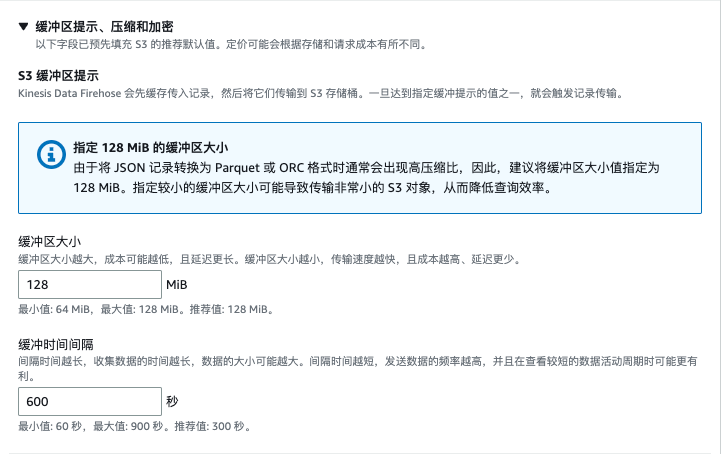 缓冲区提示、压缩和加密
以下字段已预先填充 S3 的推荐默认值。定价可能会根据存储和请求成本有所不同。
S3 缓冲区提示
Kinesis Data Firehose 会先缓存传入记录，然后将它们传输到 S3 存储桶。一旦达到指定缓冲提示的值之一，就会触发记录传输。
指定 128 MiB 的缓冲区大小
由于将 JSON 记录转换为 Parquet 或 ORC 格式时通常会出现高压缩比，因此，建议将缓冲区大小值指定为
128 MiB。指定较小的缓冲区大小可能导致传输非常小的 S3 对象，从而降低查询效率。
缓冲区大小
缓冲区大小越大，成本可能越低，且延迟更长。缓冲区大小越小，传输速度越快，且成本越高、延迟更少。
128 MiB
最小值: 64 MiB，最大值: 128 MiB。推荐值: 128 MiB。
缓冲时间间隔
间隔时间越长，收集数据的时间越长，数据的大小可能越大。间隔时间越短，发送数据的频率越高，并且在查看较短的数据活动周期时可能更有
利。
600 秒
最小值: 60 秒，最大值: 900 秒。推荐值: 300 秒。